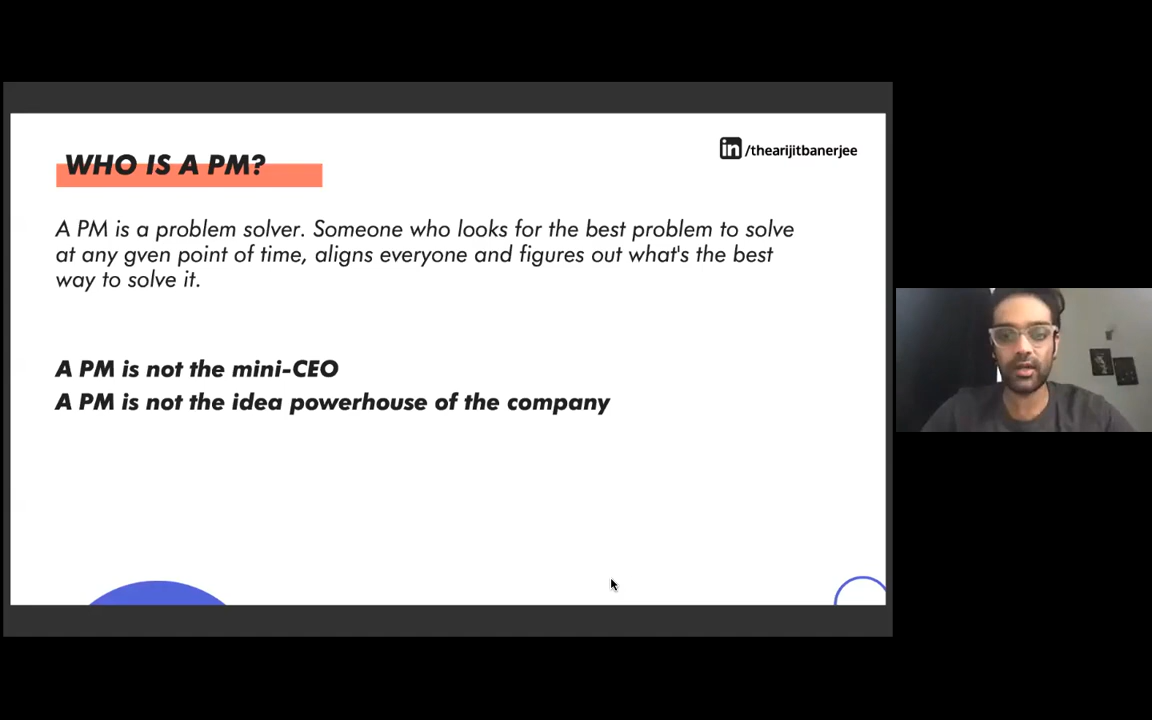 WHO IS A PM?
in/thearijitbanerjee
A PM is a problem solver. Someone who looks for the best problem to solve
at any gven point of time, aligns everyone and figures out what's the best
way to solve it.
A PM is not the mini-CEO
A PM is not the idea powerhouse of the company